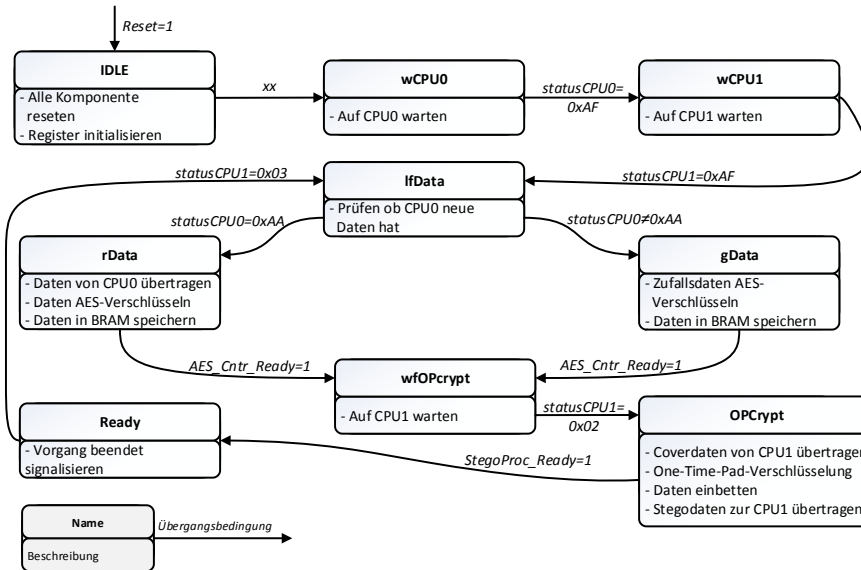 Reset=1
IDLE
- Alle Komponente
reseten
- Register initialisieren
xx
wCPU0
- Auf CPU0 warten
statusCPU0=
0xAF
wCPU1
- Auf CPU1 warten
statusCPU1=0x03
lfData
- Prüfen ob CPU0 neue
Daten hat
statusCPU1=0xAF
statusCPU0=0xAA
statusCPU0≠0xAA
rData
- Daten von CPU0 übertragen
- Daten AES-Verschlüseln
- Daten in BRAM speichern
gData
- Zufallsdaten AES-
Verschlüseln
- Daten in BRAM speichern
AES_Cntr_Ready=1
AES_Cntr_Ready=1
wfOPcrypt
- Auf CPU1 warten
statusCPU1=
0x02
OPCrypt
- Coverdaten von CPU1 übertragen
- One-Time-Pad-Verschlüsselung
- Daten einbetten
- Stegodaten zur CPU1 übertragen
Ready
- Vorgang beendet
signalisieren
StegoProc_Ready=1
Name
Beschreibung
Übergangsbedingung